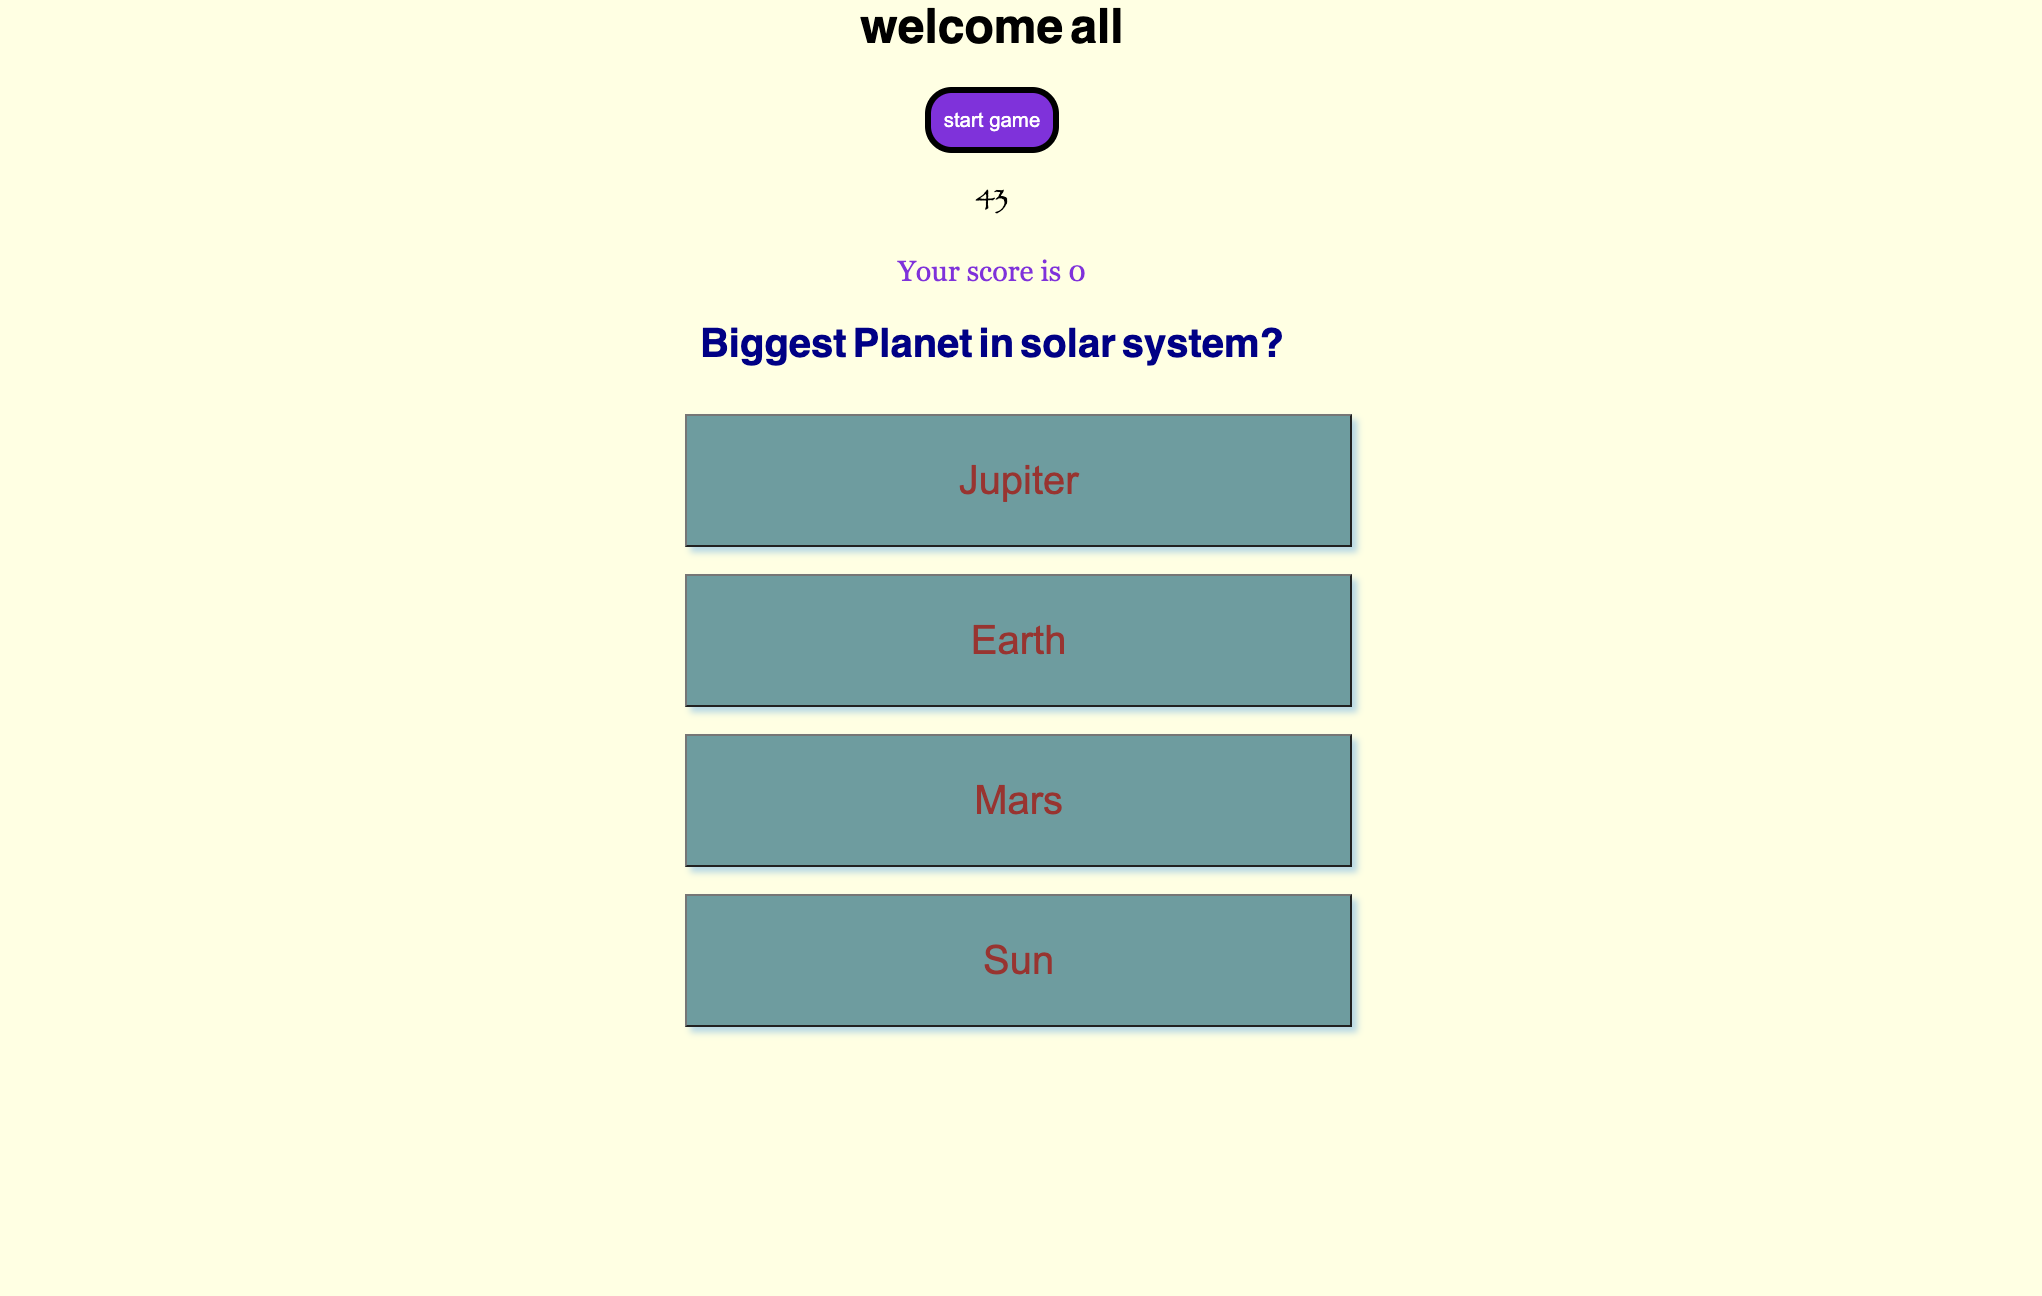 welcome all
start game
43
Your score is 0
Biggest Planet in solar system?
Jupiter
Earth
Mars
Sun